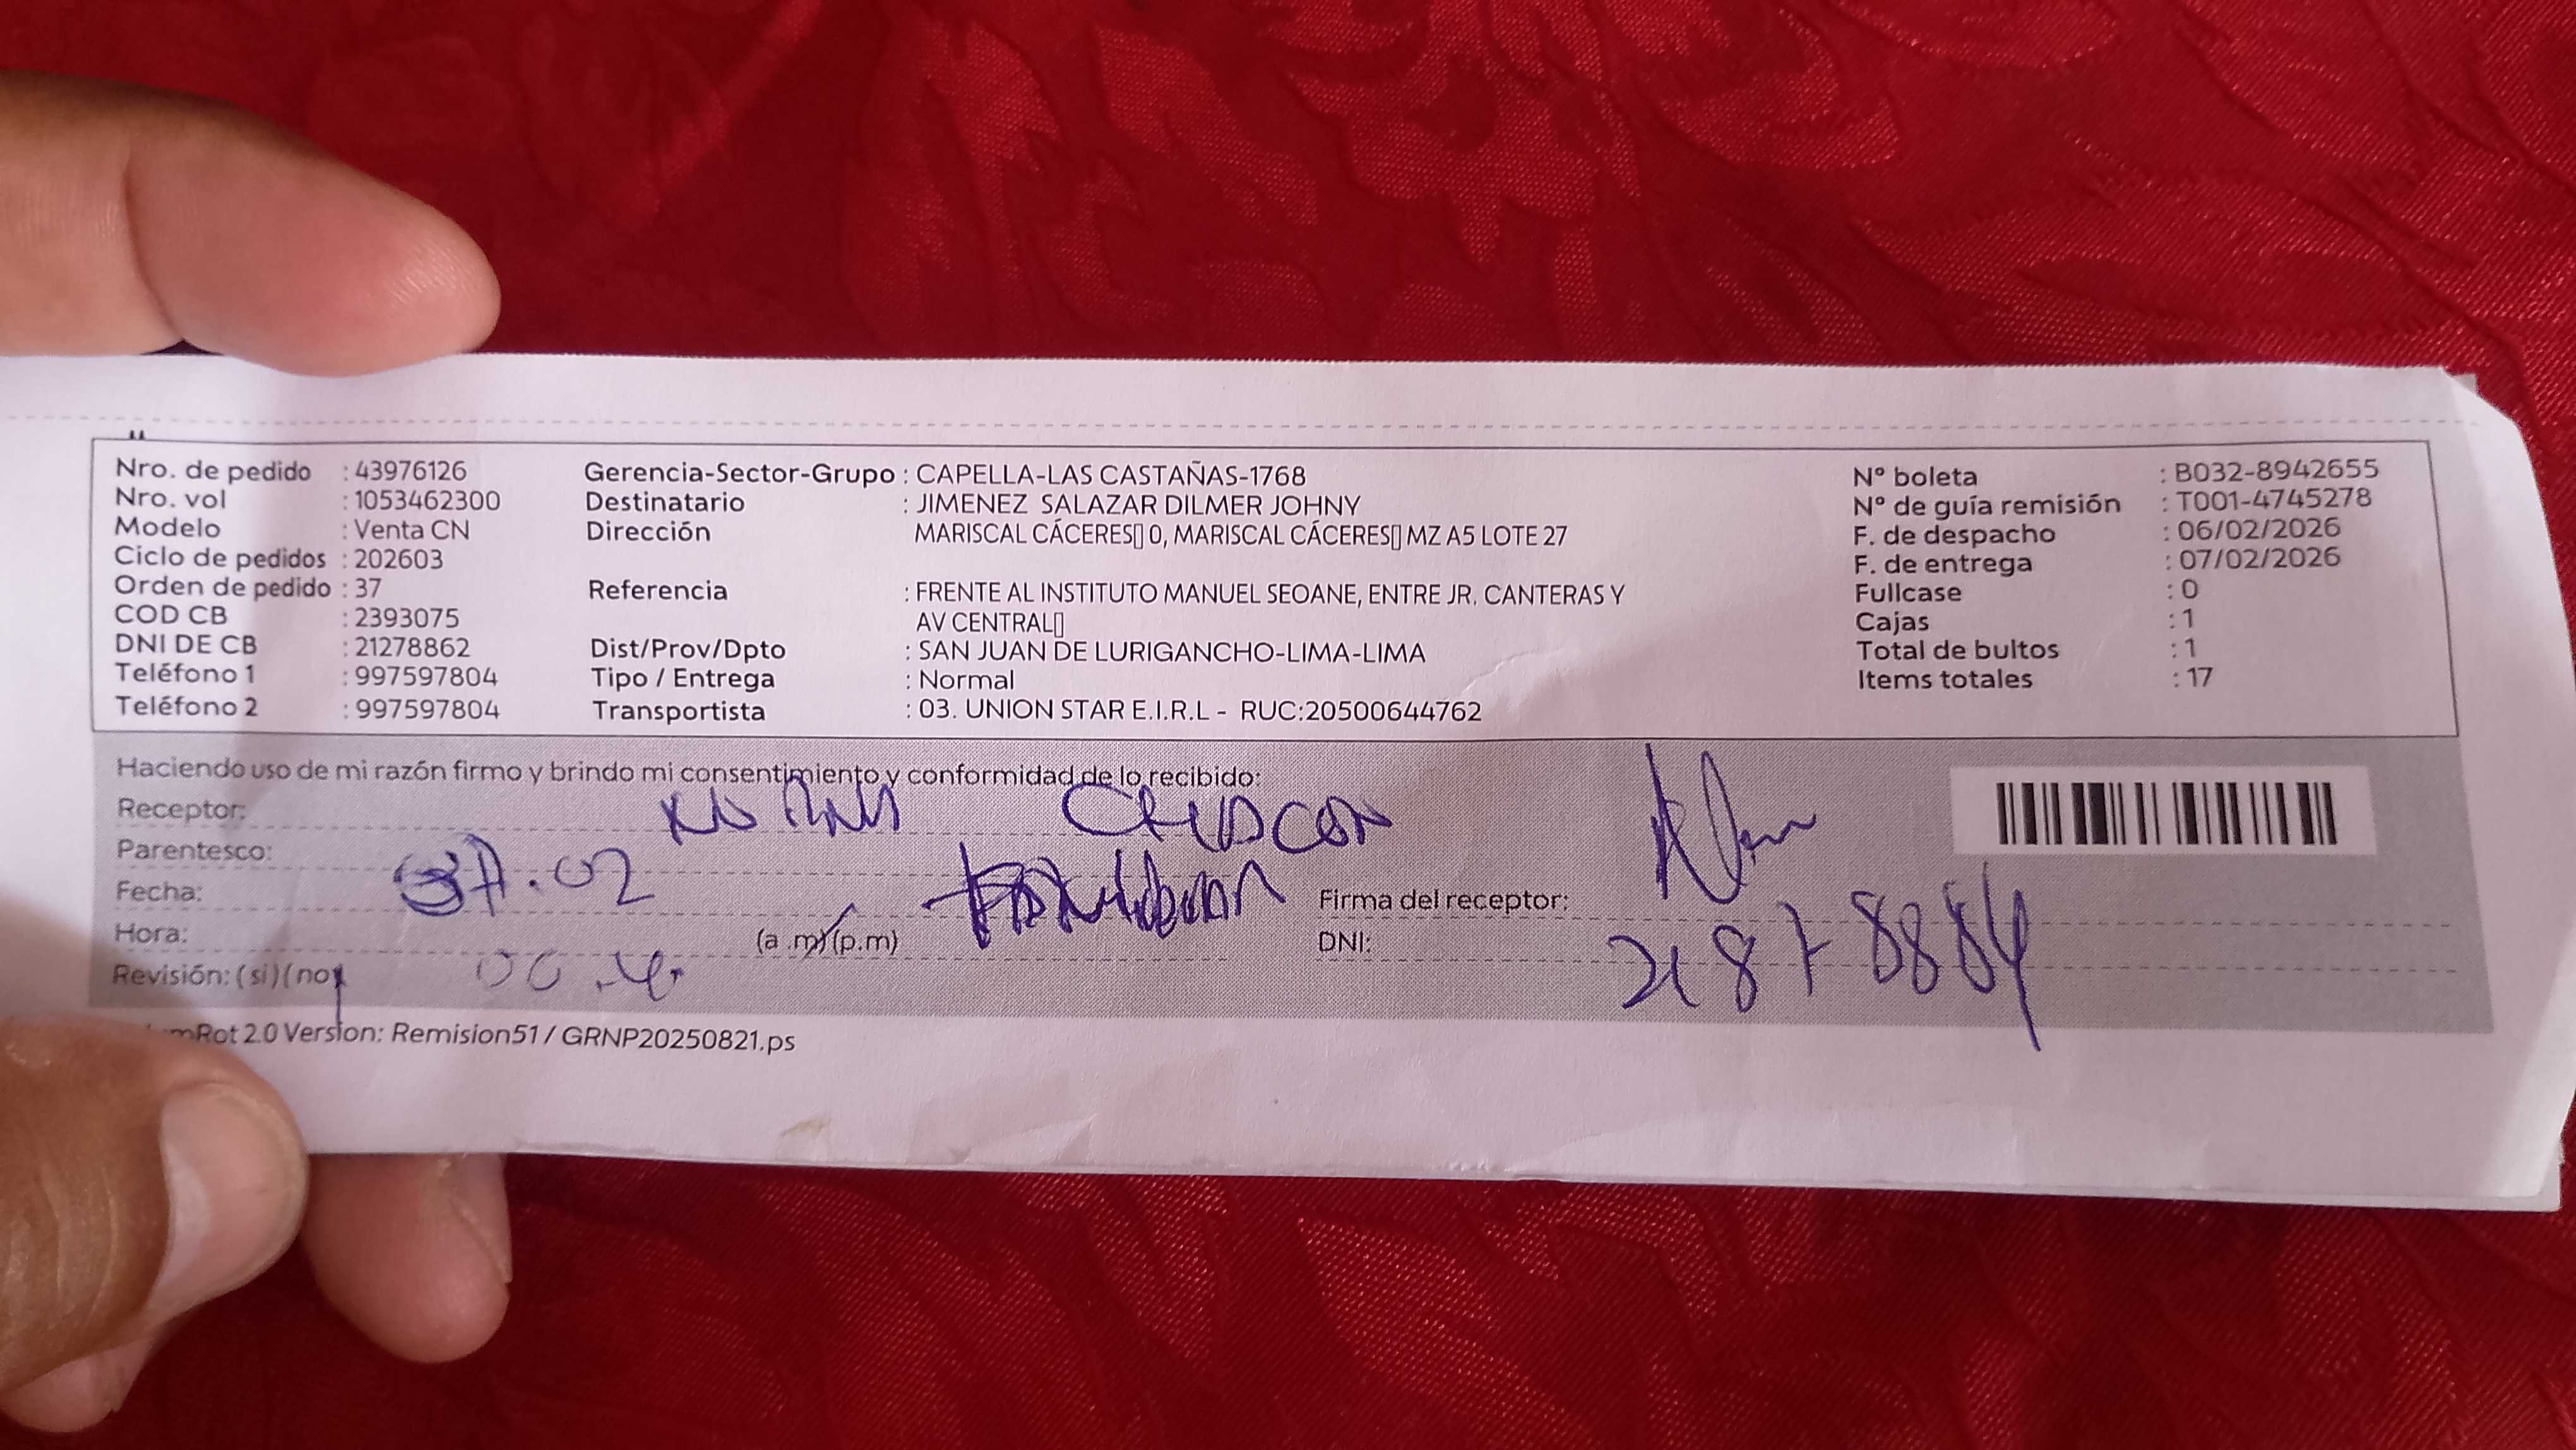 Nro. de pedido : 43976126 Gerencia-Sector-Grupo : CAPELLA-LAS CASTAÑAS-1768 N° boleta : B032-8942655
Nro. vol : 1053462300 Destinatario : JIMENEZ SALAZAR DILMER JOHNY N° de guía remisión : T001-4745278
Modelo : Venta CN Dirección MARISCAL CÁCERES[] 0, MARISCAL CÁCERES[] MZ A5 LOTE 27 F. de despacho : 06/02/2026
Ciclo de pedidos : 202603 F. de entrega : 07/02/2026
Orden de pedido : 37 Referencia : FRENTE AL INSTITUTO MANUEL SEOANE, ENTRE JR. CANTERAS Y Fullcase : 0
COD CB : 2393075 AV CENTRAL[] Cajas : 1
DNI DE CB : 21278862 Dist/Prov/Dpto : SAN JUAN DE LURIGANCHO-LIMA-LIMA Total de bultos : 1
Teléfono 1 : 997597804 Tipo / Entrega : Normal Items totales : 17
Teléfono 2 : 997597804 Transportista : 03. UNION STAR E.I.R.L - RUC:20500644762
Haciendo uso de mi razón firmo y brindo mi consentimiento y conformidad de lo recibido:
Receptor:
Parentesco:
Fecha: 02 Firma del receptor:
Hora: (a .m)(p.m) DNI:
Revisión: (si)(no)
Rot 2.0 Version: Remision51 / GRNP20250821.ps